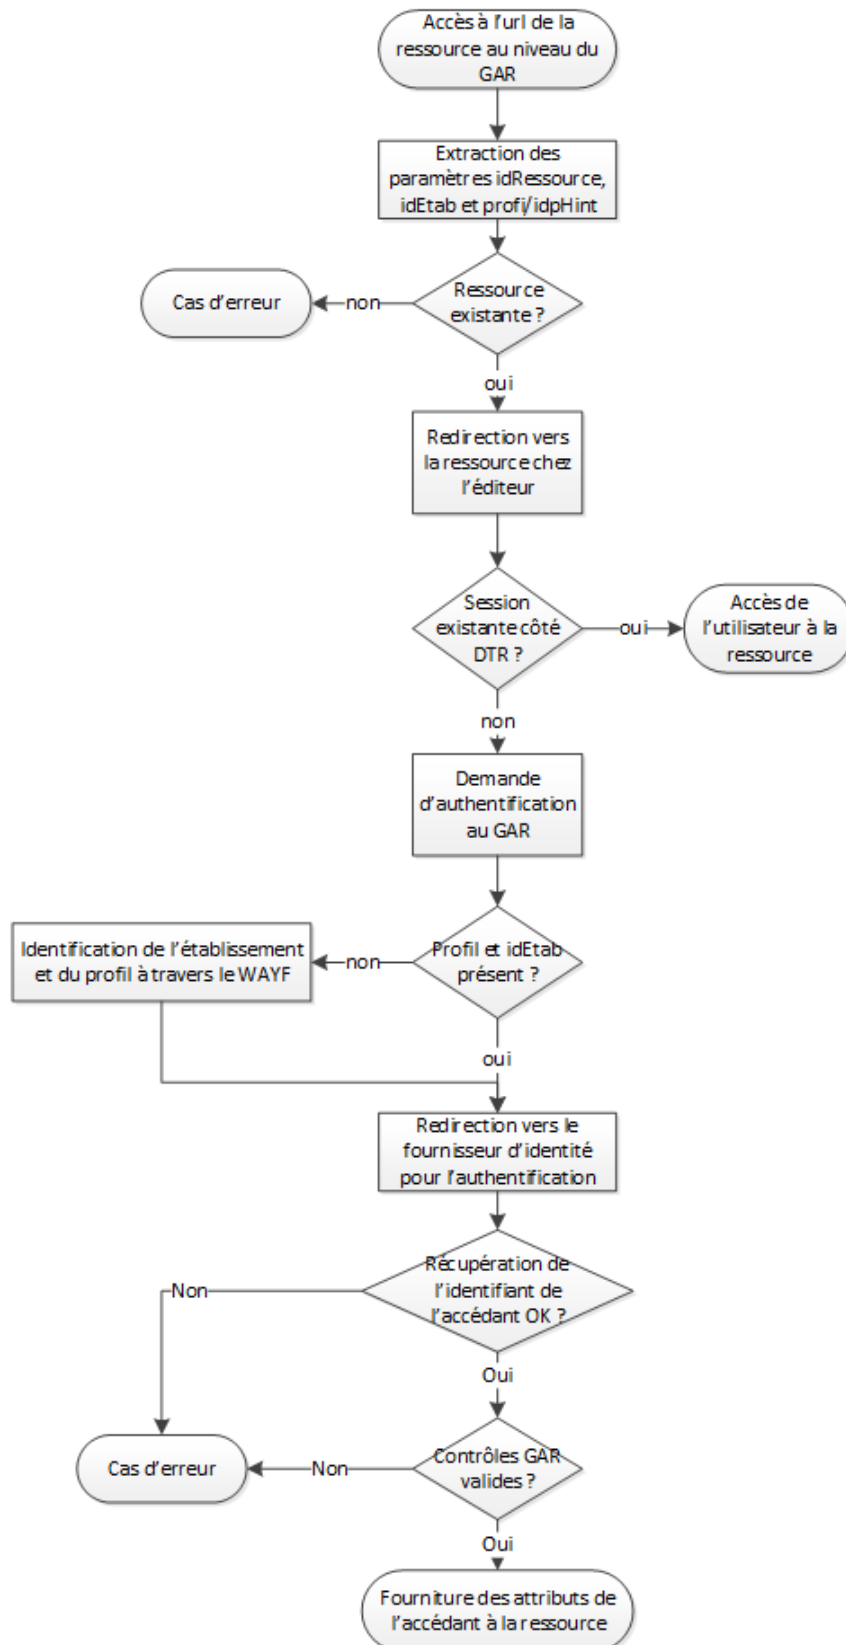 Accès à l'url de la
ressource au niveau du
GAR
Extraction des
paramètres idRessource,
idEtab et profi/idpHint
Ressource
existante ?
non
Cas d'erreur
oui
Redirection vers
la ressource chez
l'éditeur
Session
existante côté
DTR ?
oui
Accès de
l'utilisateur à la
ressource
non
Demande
d'authentification
au GAR
Profil et idEtab
présent ?
non
Identification de l'établissement
et du profil à travers le WAYF
oui
Redirection vers le
fournisseur d'identité
pour l'authentification
Récupération de
l'identifiant de
l'accédant OK ?
Non
Oui
Contrôles GAR
valides ?
Non
Cas d'erreur
Oui
Fourniture des attributs de
l'accédant à la ressource